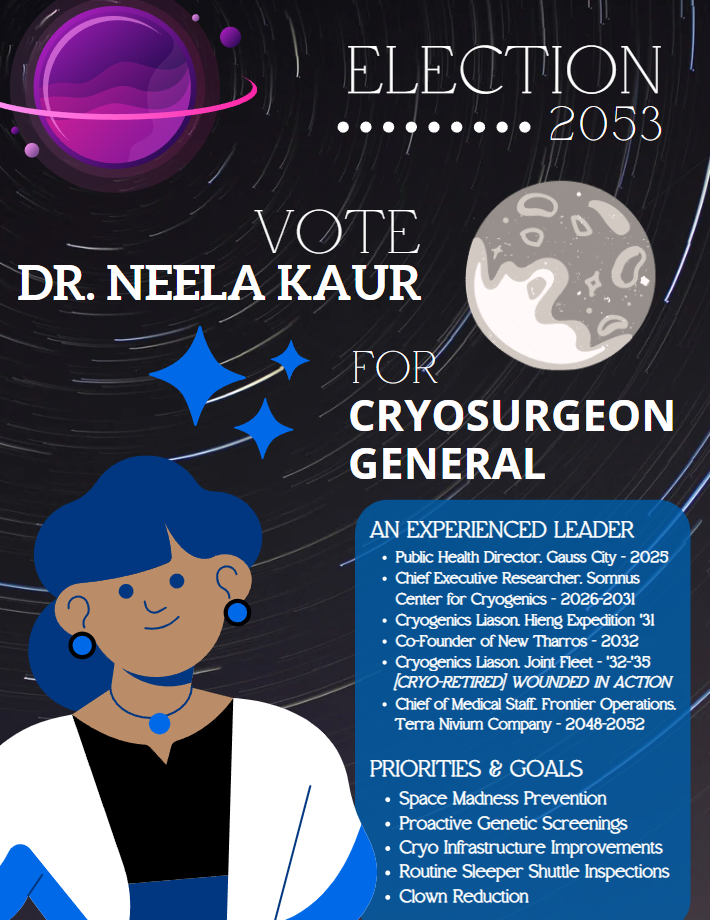 ELECTION
2053
VOTE
DR. NEELA KAUR
FOR
CRYOSURGEON
GENERAL
AN EXPERIENCED LEADER
• Public Health Director. Gauss City - 2025
• Chief Executive Researcher. Somnus
Center for Cryogenics - 2026-2031
• Cryogenics Liason. Hieng Expedition '31
• Co-Founder of New Tharros - 2032
• Cryogenics Liason. Joint Fleet - '32-'35
[CRYO-RETIRED] WOUNDED IN ACTION
• Chief of Medical Staff. Frontier Operations.
Terra Nivium Company - 2048-2052
PRIORITIES & GOALS
• Space Madness Prevention
• Proactive Genetic Screenings
• Cryo Infrastructure Improvements
• Routine Sleeper Shuttle Inspections
• Clown Reduction